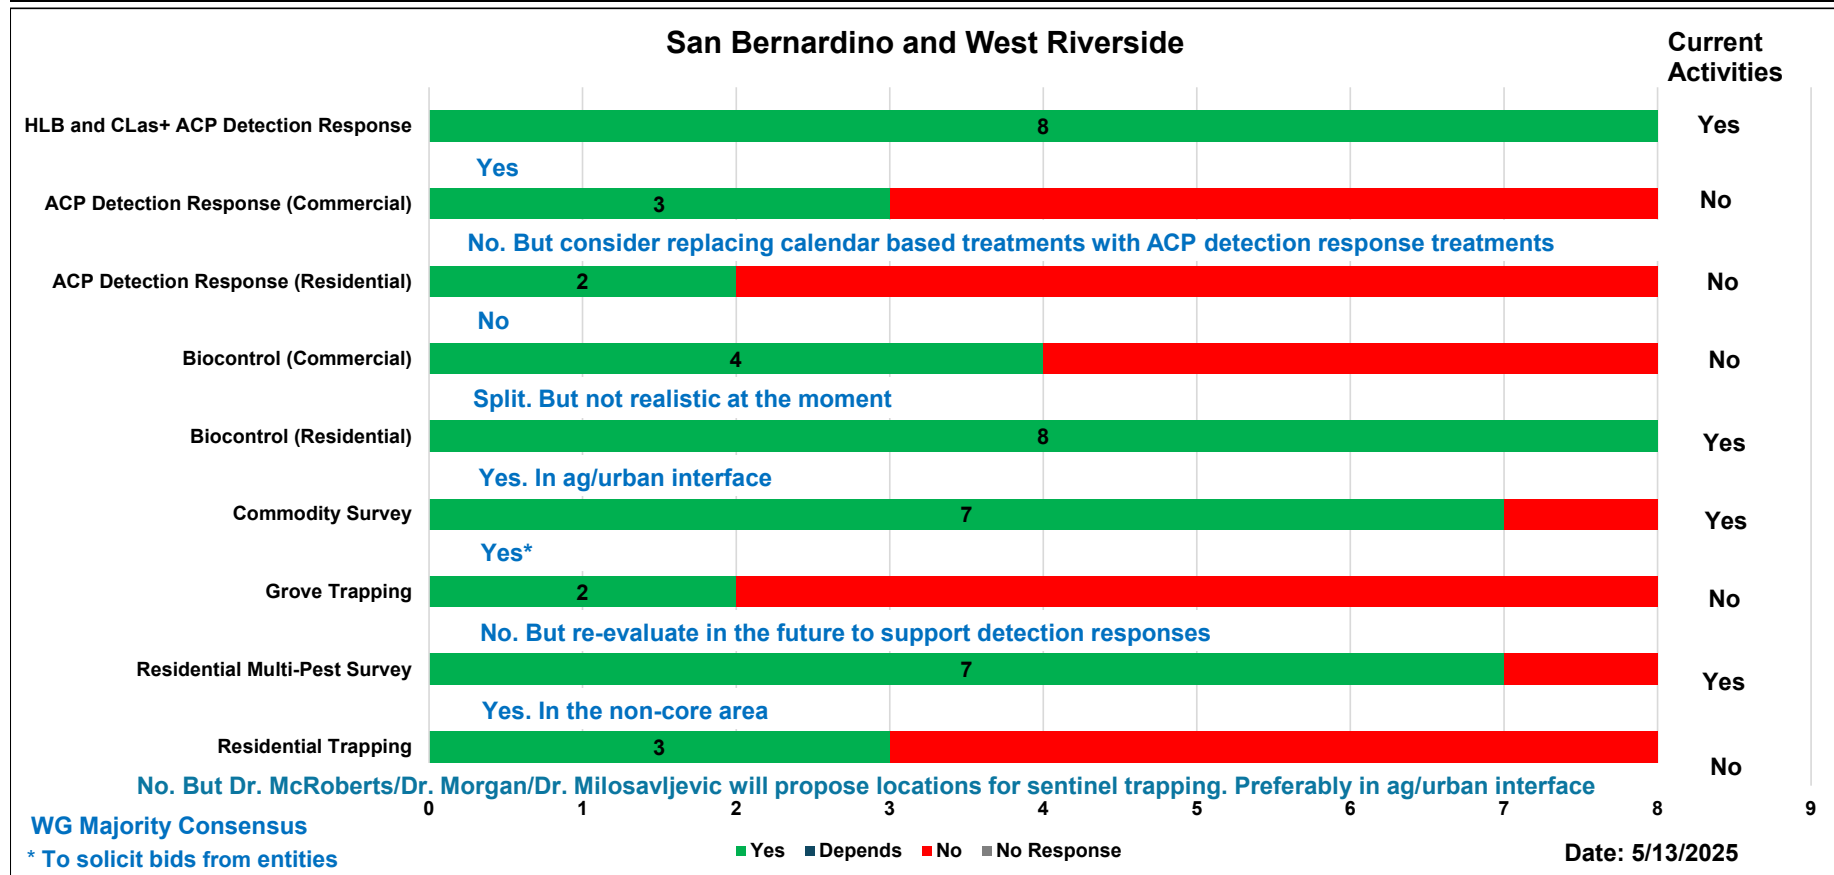 San Bernardino and West Riverside
Current
Activities
HLB and CLas+ ACP Detection Response
8
Yes
Yes
ACP Detection Response (Commercial)
3
No
No. But consider replacing calendar based treatments with ACP detection response treatments
ACP Detection Response (Residential)
2
No
No
Biocontrol (Commercial)
4
No
Split. But not realistic at the moment
Biocontrol (Residential)
8
Yes
Yes. In ag/urban interface
Commodity Survey
7
Yes
Yes*
Grove Trapping
2
No
No. But re-evaluate in the future to support detection responses
Residential Multi-Pest Survey
7
Yes
Yes. In the non-core area
Residential Trapping
3
No
No. But Dr. McRoberts/Dr. Morgan/Dr. Milosavljevic will propose locations for sentinel trapping. Preferably in ag/urban interface
0 1 2 3 4 5 6 7 8 9
WG Majority Consensus
* To solicit bids from entities
Yes Depends No No Response
Date: 5/13/2025